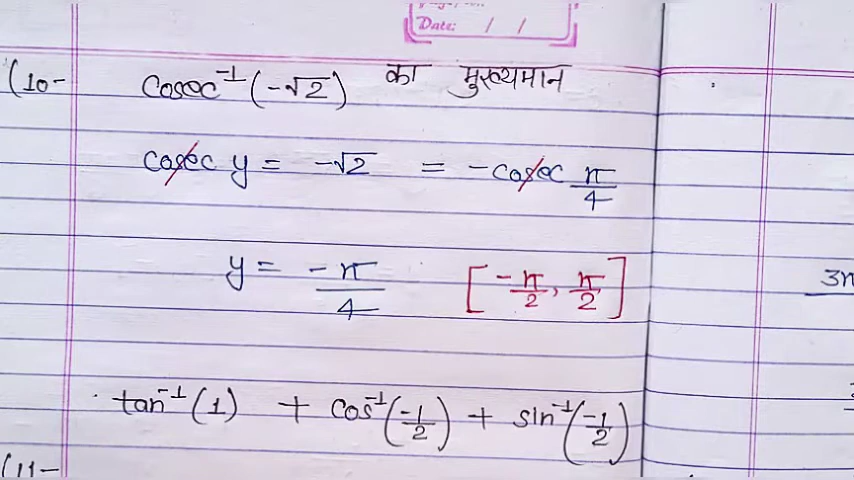 Date: / /
(10- cosec⁻¹(-√2) का मुख्यमान
cosec y = -√2 = -cosec π/4
y = -π/4 [-π/2, π/2]
3π
tan⁻¹(1) + cos⁻¹(-1/2) + sin⁻¹(-1/2)
(11-